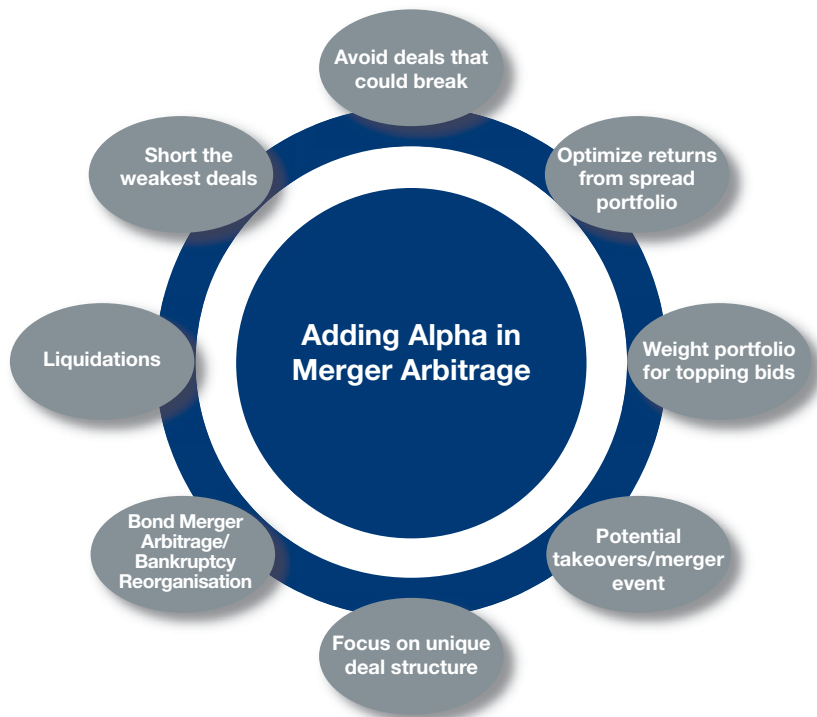 Avoid deals that
could break
Optimize returns
from spread
portfolio
Weight portfolio
for topping bids
Potential
takeovers/merger
event
Focus on unique
deal structure
Bond Merger
Arbitrage/
Bankruptcy
Reorganisation
Liquidations
Short the
weakest deals
Adding Alpha in
Merger Arbitrage